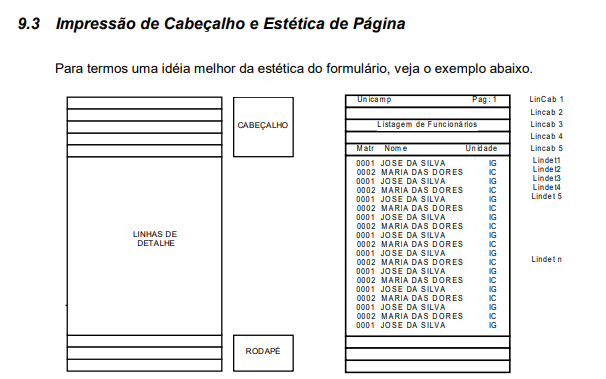 9.3 Impressão de Cabeçalho e Estética de Página
Para termos uma idéia melhor da estética do formulário, veja o exemplo abaixo.
CABEÇALHO
LINHAS DE
DETALHE
RODAPÉ
Unicamp Pag: 1 LinCab 1
Lincab 2
Listagem de Funcionários Lincab 3
Lincab 4
Matr Nome Unidade Lincab 5
0001 JOSE DA SILVA IG Lindet1
0002 MARIA DAS DORES IC Lindet2
0001 JOSE DA SILVA IG Lindet3
0002 MARIA DAS DORES IC Lindet4
0001 JOSE DA SILVA IG Lindet 5
0002 MARIA DAS DORES IC
0001 JOSE DA SILVA IG
0002 MARIA DAS DORES IC
0001 JOSE DA SILVA IG
0002 MARIA DAS DORES IC
0001 JOSE DA SILVA IG
0002 MARIA DAS DORES IC Lindet n
0001 JOSE DA SILVA IG
0002 MARIA DAS DORES IC
0001 JOSE DA SILVA IG
0002 MARIA DAS DORES IC
0001 JOSE DA SILVA IG
0002 MARIA DAS DORES IC
0001 JOSE DA SILVA IG